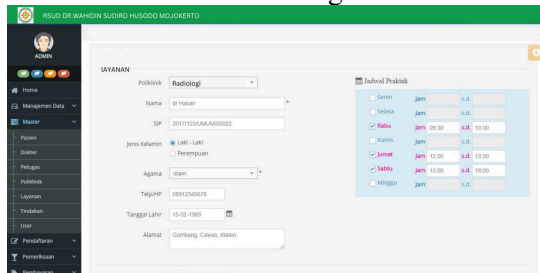 RSUD DR.WAHIDIN SUDIRO HUSODO MOJOKERTO
ADMIN
Home
Manajemen Data
Master
Pasien
Dokter
Petugas
Poliklinik
Layanan
Tindakan
User
Pendaftaran
Pemeriksaan
Pembayaran
LAYANAN
Poliklinik Radiologi
Nama dr Hasan *
SIP 2017/123/UMUM/00022
Jenis Kelamin Laki - Laki
Perempuan
Agama Islam *
Telp/HP 08912345678
Tanggal Lahir 10-02-1989
Alamat Gombang, Cawas, Klaten
Jadwal Praktek
Senin Jam s.d.
Selasa Jam s.d.
Rabu Jam 09:30 s.d. 10:00
Kamis Jam s.d.
Jumat Jam 12:00 s.d. 13:30
Sabtu Jam 13:00 s.d. 18:00
Minggu Jam s.d.